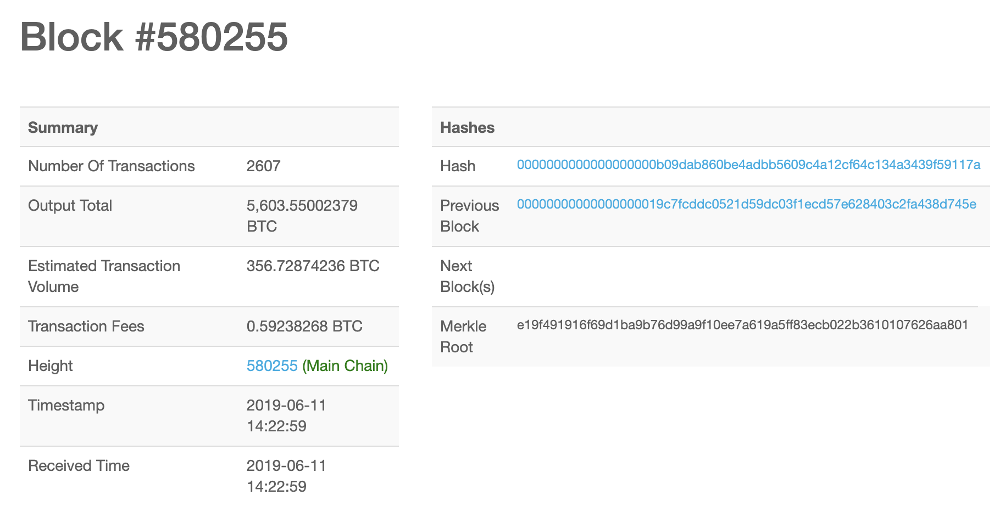 Block #580255
Summary
Number Of Transactions 2607
Output Total 5,603.55002379
BTC
Estimated Transaction 356.72874236 BTC
Volume
Transaction Fees 0.59238268 BTC
Height 580255 (Main Chain)
Timestamp 2019-06-11
14:22:59
Received Time 2019-06-11
14:22:59
Hashes
Hash 0000000000000000000b09dab860be4adbb5609c4a12cf64c134a3439f59117a
Previous 00000000000000000019c7fcddc0521d59dc03f1ecd57e628403c2fa438d745e
Block
Next
Block(s)
Merkle e19f491916f69d1ba9b76d99a9f10ee7a619a5ff83ecb022b3610107626aa801
Root